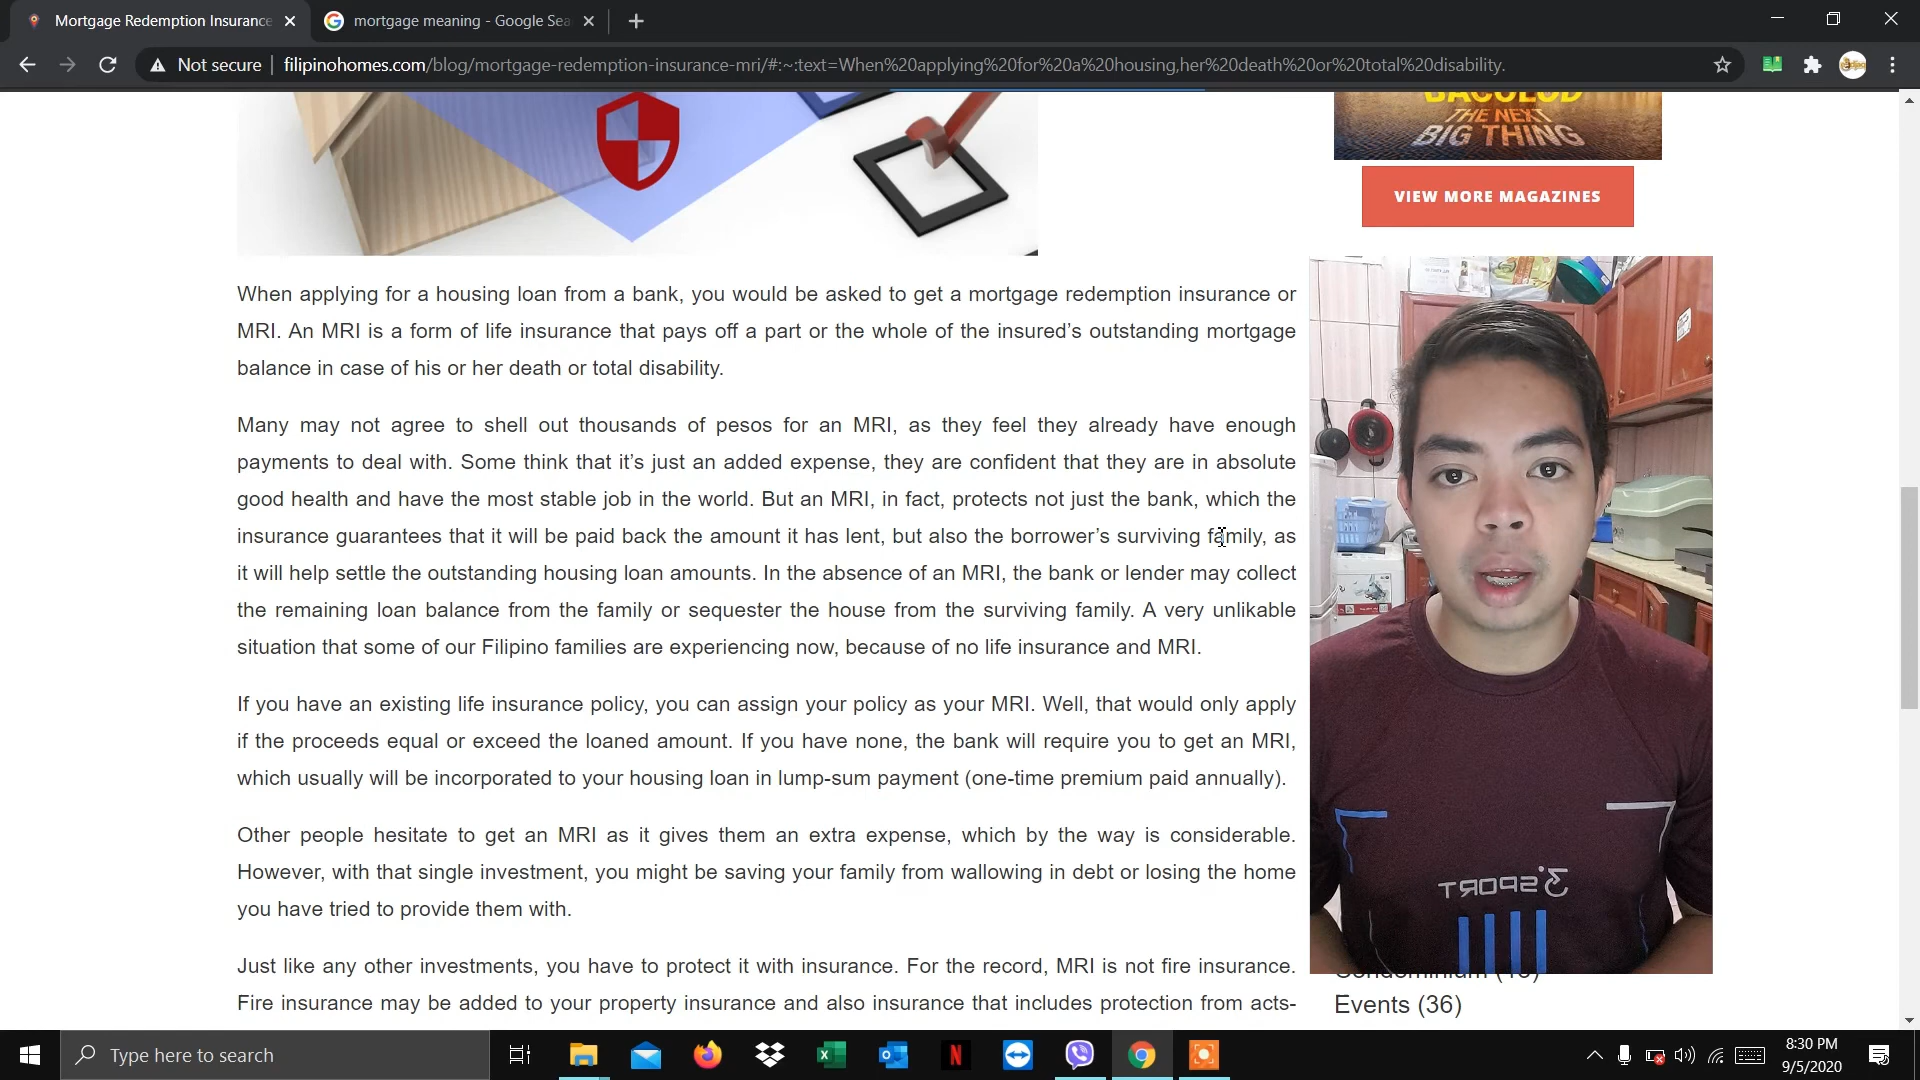 Mortgage Redemption Insurance
mortgage meaning - Google Sea
Not secure
filipinohomes.com/blog/mortgage-redemption-insurance-mri/#:~:text=When%20applying%20for%20a%20housing,her%20death%20or%20total%20disability.
BACOLOD
THE NEXT
BIG THING
VIEW MORE MAGAZINES
When applying for a housing loan from a bank, you would be asked to get a mortgage redemption insurance or
MRI. An MRI is a form of life insurance that pays off a part or the whole of the insured’s outstanding mortgage
balance in case of his or her death or total disability.
Many may not agree to shell out thousands of pesos for an MRI, as they feel they already have enough
payments to deal with. Some think that it’s just an added expense, they are confident that they are in absolute
good health and have the most stable job in the world. But an MRI, in fact, protects not just the bank, which the
insurance guarantees that it will be paid back the amount it has lent, but also the borrower’s surviving family, as
it will help settle the outstanding housing loan amounts. In the absence of an MRI, the bank or lender may collect
the remaining loan balance from the family or sequester the house from the surviving family. A very unlikable
situation that some of our Filipino families are experiencing now, because of no life insurance and MRI.
If you have an existing life insurance policy, you can assign your policy as your MRI. Well, that would only apply
if the proceeds equal or exceed the loaned amount. If you have none, the bank will require you to get an MRI,
which usually will be incorporated to your housing loan in lump-sum payment (one-time premium paid annually).
Other people hesitate to get an MRI as it gives them an extra expense, which by the way is considerable.
However, with that single investment, you might be saving your family from wallowing in debt or losing the home
you have tried to provide them with.
Just like any other investments, you have to protect it with insurance. For the record, MRI is not fire insurance.
Fire insurance may be added to your property insurance and also insurance that includes protection from acts-
SPORT
Events (36)
Type here to search
8:30 PM
9/5/2020